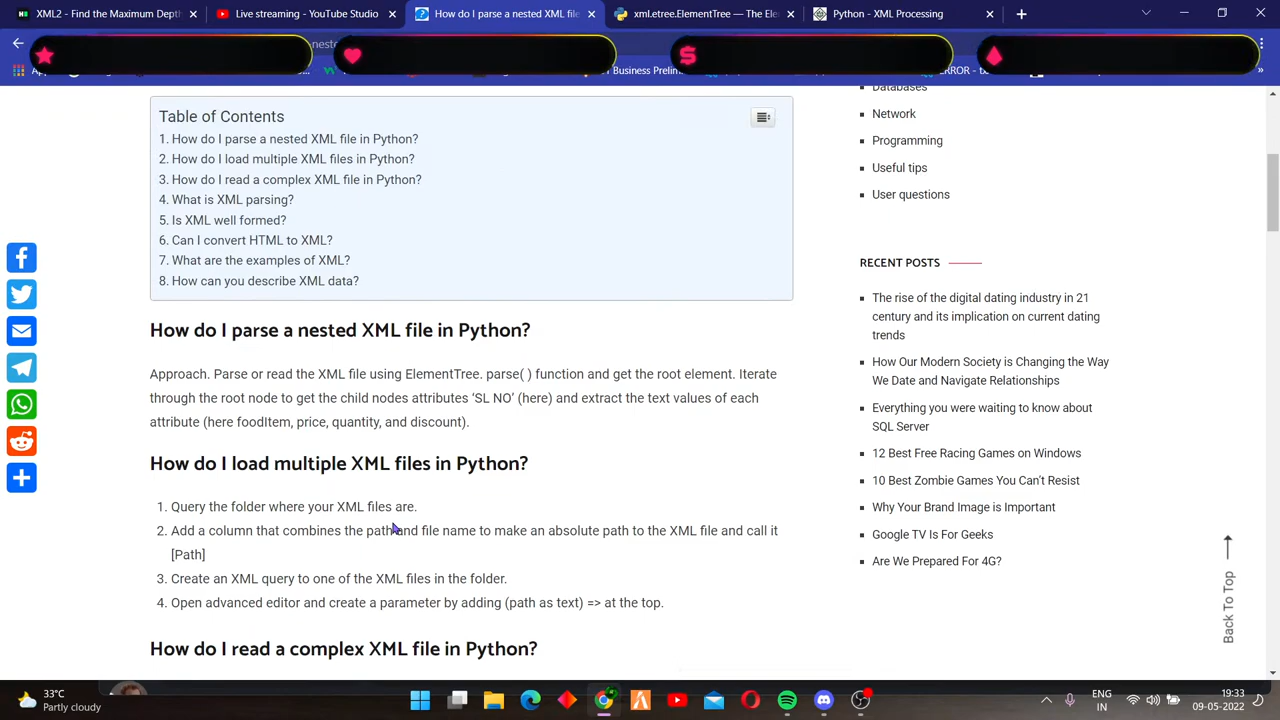 XML2 - Find the Maximum Dept
Live streaming - YouTube Studio
How do I parse a nested XML file
xml.etree.ElementTree — The Ele
Python - XML Processing
nest
T Business Prelim
ERROR - t
Table of Contents
1. How do I parse a nested XML file in Python?
2. How do I load multiple XML files in Python?
3. How do I read a complex XML file in Python?
4. What is XML parsing?
5. Is XML well formed?
6. Can I convert HTML to XML?
7. What are the examples of XML?
8. How can you describe XML data?
How do I parse a nested XML file in Python?
Approach. Parse or read the XML file using ElementTree. parse( ) function and get the root element. Iterate
through the root node to get the child nodes attributes ‘SL NO’ (here) and extract the text values of each
attribute (here foodItem, price, quantity, and discount).
How do I load multiple XML files in Python?
1. Query the folder where your XML files are.
2. Add a column that combines the path and file name to make an absolute path to the XML file and call it
[Path]
3. Create an XML query to one of the XML files in the folder.
4. Open advanced editor and create a parameter by adding (path as text) => at the top.
How do I read a complex XML file in Python?
Databases
Network
Programming
Useful tips
User questions
RECENT POSTS
The rise of the digital dating industry in 21
century and its implication on current dating
trends
How Our Modern Society is Changing the Way
We Date and Navigate Relationships
Everything you were waiting to know about
SQL Server
12 Best Free Racing Games on Windows
10 Best Zombie Games You Can’t Resist
Why Your Brand Image is Important
Google TV Is For Geeks
Are We Prepared For 4G?
Back To Top
33°C
Partly cloudy
ENG
IN
19:33
09-05-2022